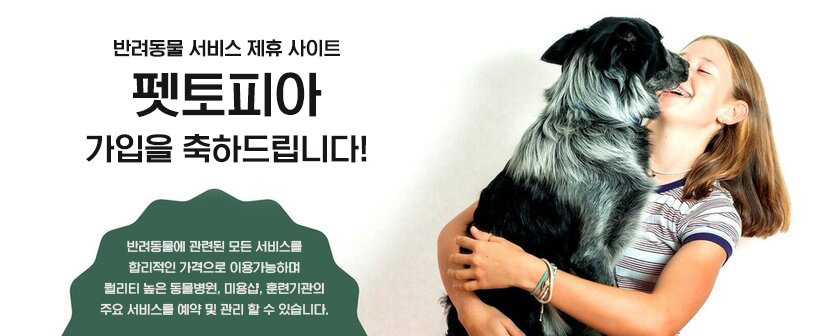 반려동물 서비스 제휴 사이트
펫토피아
가입을 축하드립니다!
반려동물에 관련된 모든 서비스를
합리적인 가격으로 이용가능하며
퀄리티 높은 동물병원, 미용샵, 훈련기관의
주요 서비스를 예약 및 관리 할 수 있습니다.